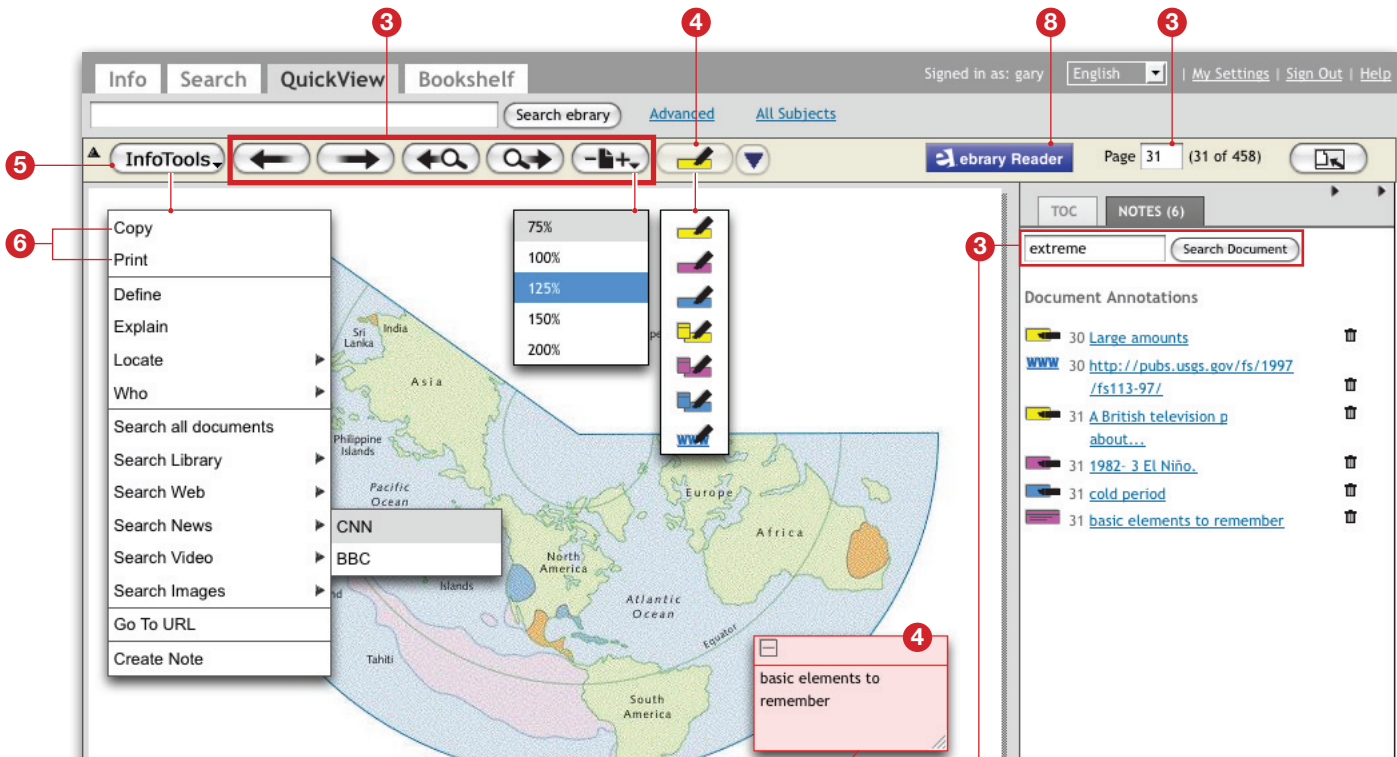 3 4 8 3
Info Search QuickView Bookshelf Signed in as: gary English | My Settings | Sign Out | Help
Search ebrary Advanced All Subjects
5 InfoTools - + ebrary Reader Page 31 (31 of 458)
TOC NOTES (6)
3 extreme Search Document
6
Copy
Print
Define
Explain
Locate
Who
Search all documents
Search Library
Search Web
Search News
Search Video
Search Images
Go To URL
Create Note
CNN
BBC
75%
100%
125%
150%
200%
WWW
Document Annotations
30 Large amounts
WWW 30 http://pubs.usgs.gov/fs/1997
/fs113-97/
31 A British television p
about...
31 1982- 3 El Niño.
31 cold period
31 basic elements to remember
Sri
Lanka
India
Asia
Philippine
Islands
Pacific
Ocean
Europe
Africa
North
America
Islands
Atlantic
Ocean
Equator
Tahiti
South
America
4
basic elements to
remember